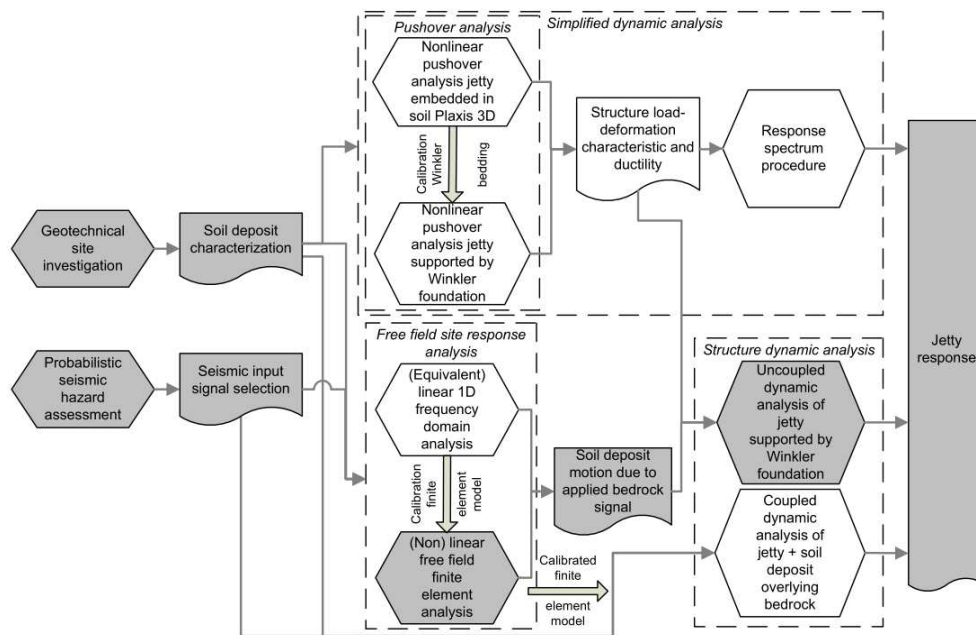 Pushover analysis
Simplified dynamic analysis
Nonlinear
pushover
analysis jetty
embedded in
soil Plaxis 3D
Calibration
Winkler
bedding
Nonlinear
pushover
analysis jetty
supported by
Winkler
foundation
Structure load-
deformation
characteristic and
ductility
Response
spectrum
procedure
Geotechnical
site
investigation
Soil deposit
characterization
Probabilistic
seismic
hazard
assessment
Seismic input
signal selection
Free field site response
analysis
(Equivalent)
linear 1D
frequency
domain
analysis
Calibration
finite
element
model
(Non) linear
free field
finite
element
analysis
Soil deposit
motion due to
applied bedrock
signal
Calibrated
finite
element
model
Structure dynamic analysis
Uncoupled
dynamic
analysis of
jetty
supported by
Winkler
foundation
Coupled
dynamic
analysis of
jetty + soil
deposit
overlying
bedrock
Jetty
response